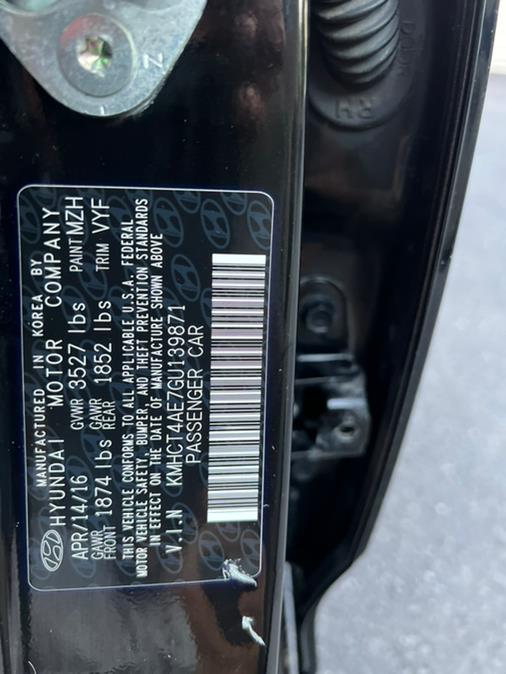 MANUFACTURED IN KOREA BY
HYUNDAI MOTOR COMPANY
APR/14/16 GVWR 3527 lbs PAINT MZH
GAWR FRONT 1874 lbs GAWR REAR 1852 lbs TRIM VYF
THIS VEHICLE CONFORMS TO ALL APPLICABLE U.S.A. FEDERAL
MOTOR VEHICLE SAFETY, BUMPER, AND THEFT PREVENTION STANDARDS
IN EFFECT ON THE DATE OF MANUFACTURE SHOWN ABOVE
V.I.N KMHCT4AE7GU139871
PASSENGER CAR
Z
RH